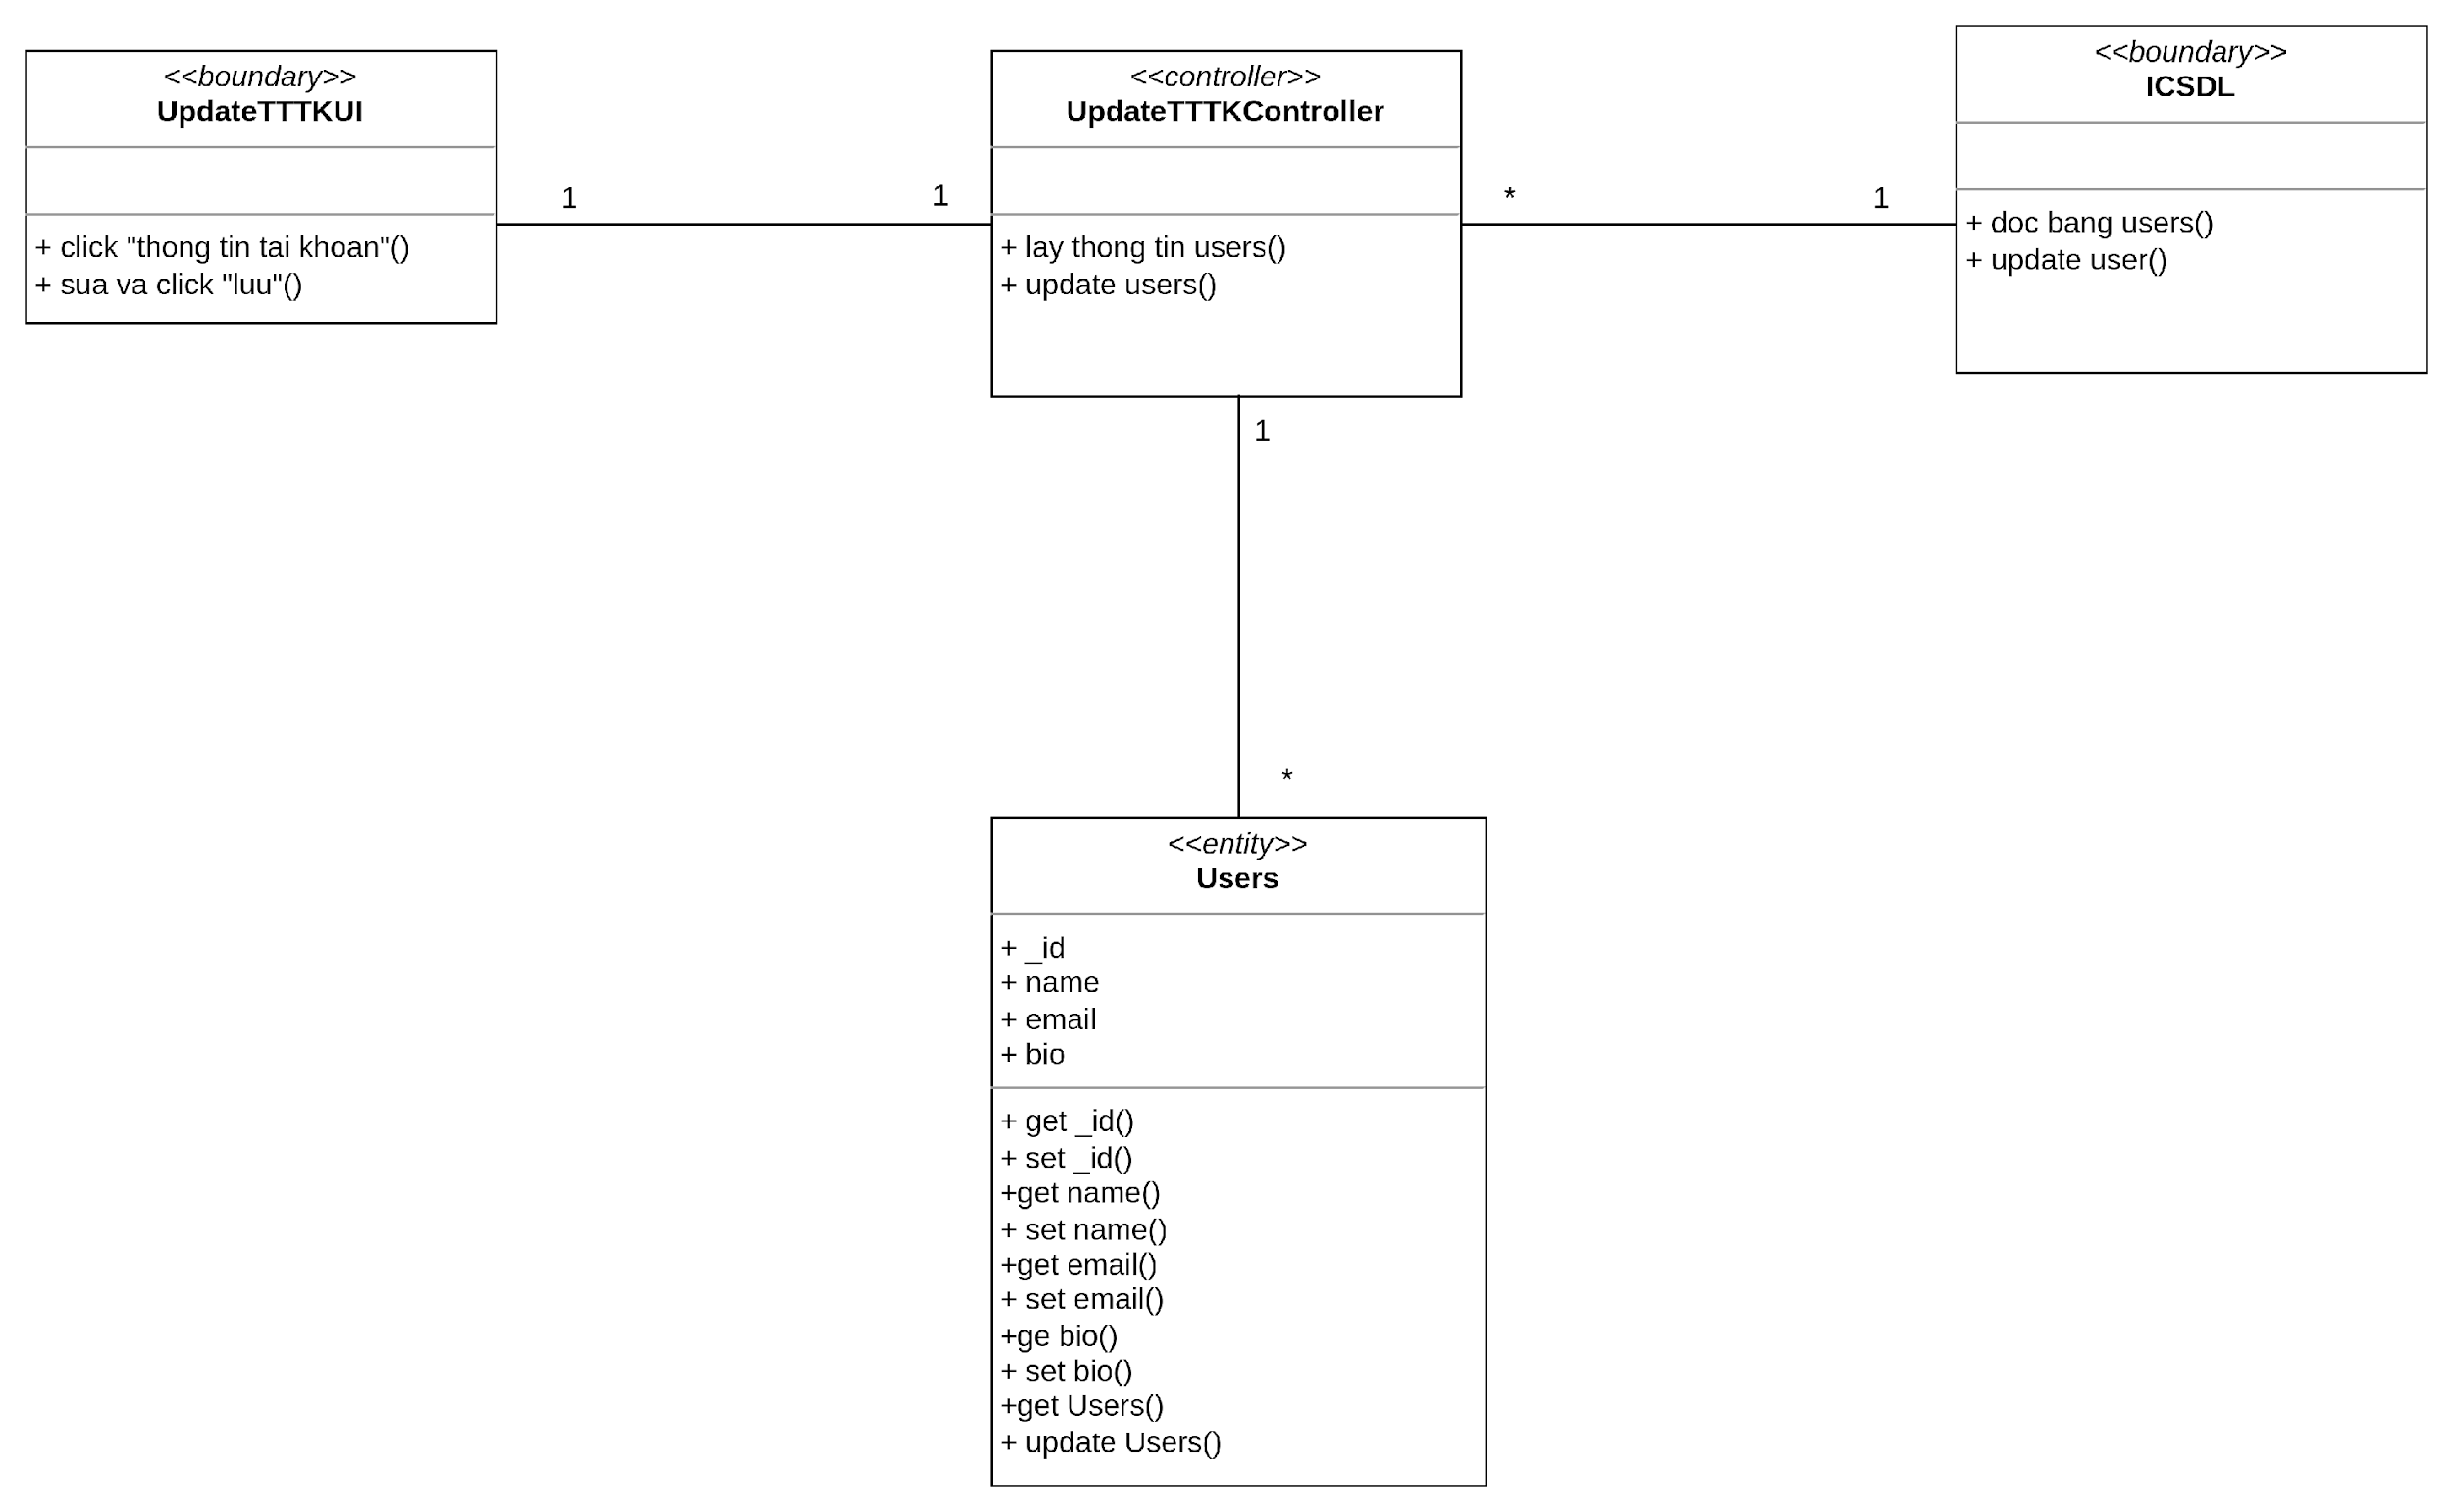 <<boundary>>
UpdateTTTKUI
+ click "thong tin tai khoan"()
+ sua va click "luu"()
1
1
<<controller>>
UpdateTTTKController
+ lay thong tin users()
+ update users()
*
1
<<boundary>>
ICSDL
+ doc bang users()
+ update user()
1
*
<<entity>>
Users
+ _id
+ name
+ email
+ bio
+ get _id()
+ set _id()
+get name()
+ set name()
+get email()
+ set email()
+ge bio()
+ set bio()
+get Users()
+ update Users()